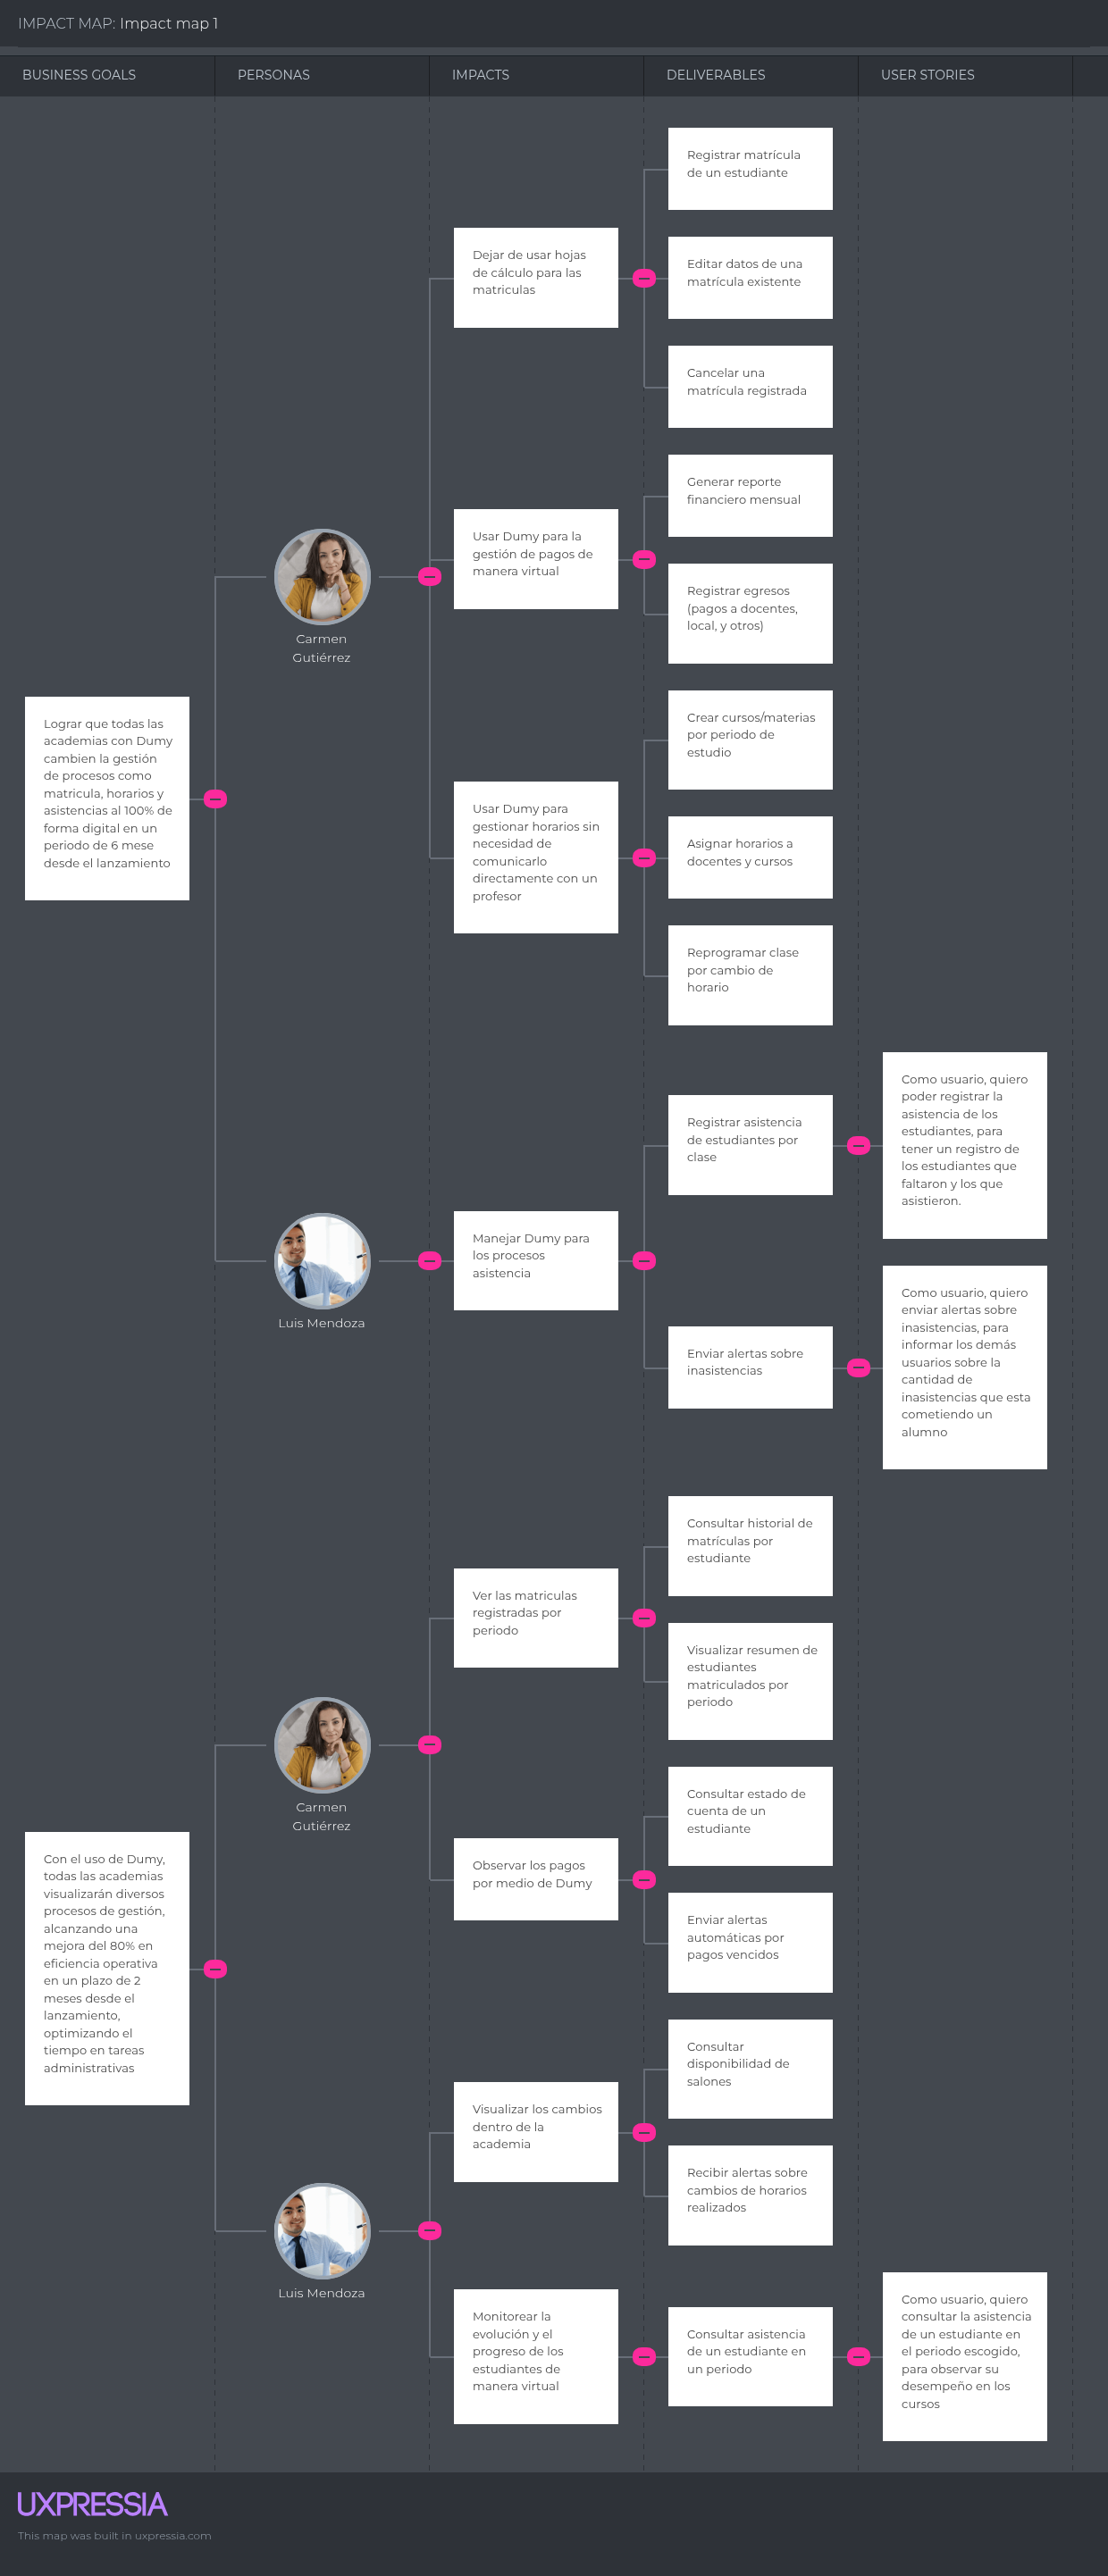 IMPACT MAP: Impact map 1
BUSINESS GOALS
PERSONAS
IMPACTS
DELIVERABLES
USER STORIES
Lograr que todas las
academias con Dumy
cambien la gestión
de procesos como
matricula, horarios y
asistencias al 100% de
forma digital en un
periodo de 6 mese
desde el lanzamiento
Carmen
Gutiérrez
Dejar de usar hojas
de cálculo para las
matriculas
Registrar matrícula
de un estudiante
Editar datos de una
matrícula existente
Cancelar una
matrícula registrada
Usar Dumy para la
gestión de pagos de
manera virtual
Generar reporte
financiero mensual
Registrar egresos
(pagos a docentes,
local, y otros)
Usar Dumy para
gestionar horarios sin
necesidad de
comunicarlo
directamente con un
profesor
Crear cursos/materias
por periodo de
estudio
Asignar horarios a
docentes y cursos
Reprogramar clase
por cambio de
horario
Luis Mendoza
Manejar Dumy para
los procesos
asistencia
Registrar asistencia
de estudiantes por
clase
Como usuario, quiero
poder registrar la
asistencia de los
estudiantes, para
tener un registro de
los estudiantes que
faltaron y los que
asistieron.
Enviar alertas sobre
inasistencias
Como usuario, quiero
enviar alertas sobre
inasistencias, para
informar los demás
usuarios sobre la
cantidad de
inasistencias que esta
cometiendo un
alumno
Con el uso de Dumy,
todas las academias
visualizarán diversos
procesos de gestión,
alcanzando una
mejora del 80% en
eficiencia operativa
en un plazo de 2
meses desde el
lanzamiento,
optimizando el
tiempo en tareas
administrativas
Carmen
Gutiérrez
Ver las matriculas
registradas por
periodo
Consultar historial de
matrículas por
estudiante
Visualizar resumen de
estudiantes
matriculados por
periodo
Observar los pagos
por medio de Dumy
Consultar estado de
cuenta de un
estudiante
Enviar alertas
automáticas por
pagos vencidos
Luis Mendoza
Visualizar los cambios
dentro de la
academia
Consultar
disponibilidad de
salones
Recibir alertas sobre
cambios de horarios
realizados
Monitorear la
evolución y el
progreso de los
estudiantes de
manera virtual
Consultar asistencia
de un estudiante en
un periodo
Como usuario, quiero
consultar la asistencia
de un estudiante en
el periodo escogido,
para observar su
desempeño en los
cursos
UXPRESSIA
This map was built in uxpressia.com